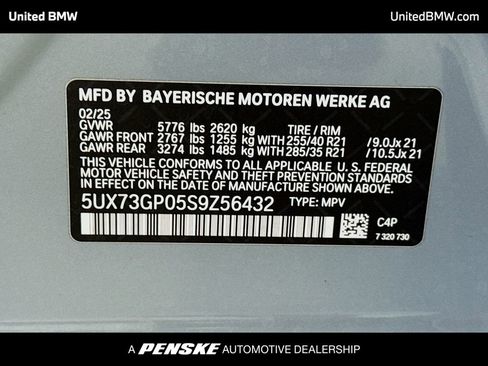 United BMW
UnitedBMW.com
MFD BY BAYERISCHE MOTOREN WERKE AG
02/25
GVWR 5776 lbs 2620 kg TIRE / RIM
GAWR FRONT 2767 lbs 1255 kg WITH 255/40 R21 /9.0Jx 21
GAWR REAR 3274 lbs 1485 kg WITH 285/35 R21 /10.5Jx 21
THIS VEHICLE CONFORMS TO ALL APPLICABLE U. S. FEDERAL
MOTOR VEHICLE SAFETY STANDARDS IN EFFECT ON THE DATE
OF MANUFACTURE SHOWN ABOVE.
5UX73GP05S9Z56432 TYPE: MPV
C4P
7 320 730
A PENSKE AUTOMOTIVE DEALERSHIP